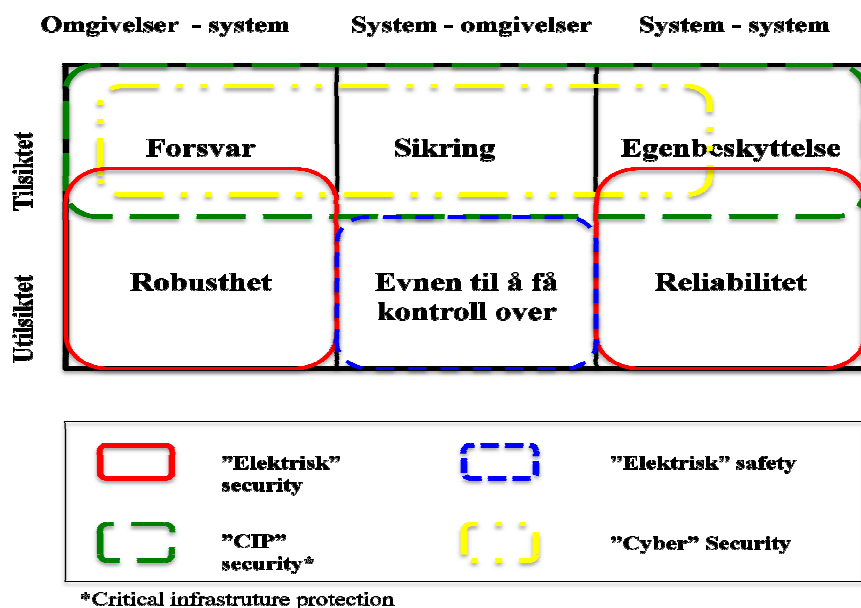 Omgivelser - system System - omgivelser System - system
Tilsiktet
Forsvar Sikring Egenbeskyttelse
Utilsiktet
Robusthet Evnen til å få Reliabilitet
kontroll over
"Elektrisk" "Elektrisk" safety
security
"CIP" "Cyber" Security
security*
*Critical infrastruture protection